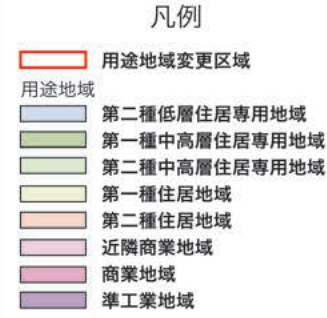 凡例
用途地域変更区域
用途地域
第二種低層住居専用地域
第一種中高層住居専用地域
第二種中高層住居専用地域
第一種住居地域
第二種住居地域
近隣商業地域
商業地域
準工業地域